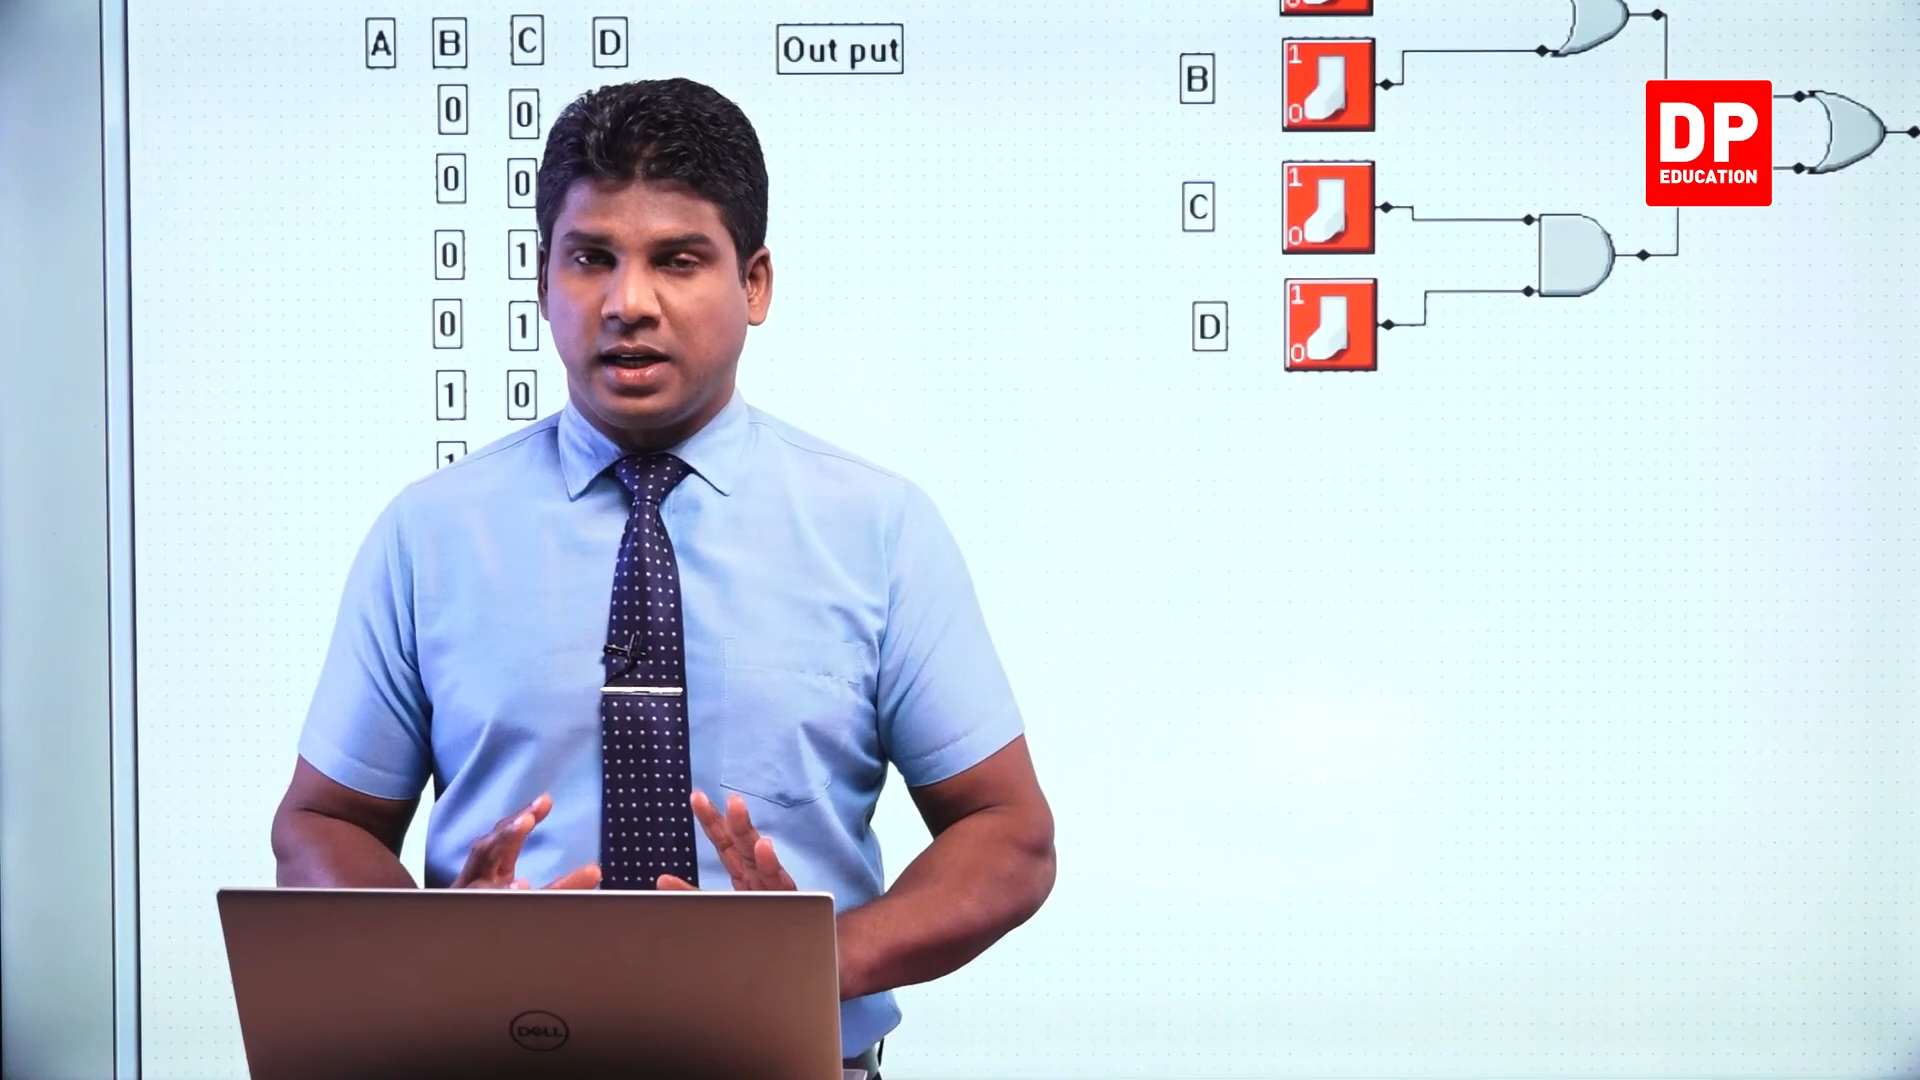 A B C D Out put
0 0
0 0
0 1
0 1
1 0
B 1 0
C 1 0
D 1 0
DP
EDUCATION
DELL